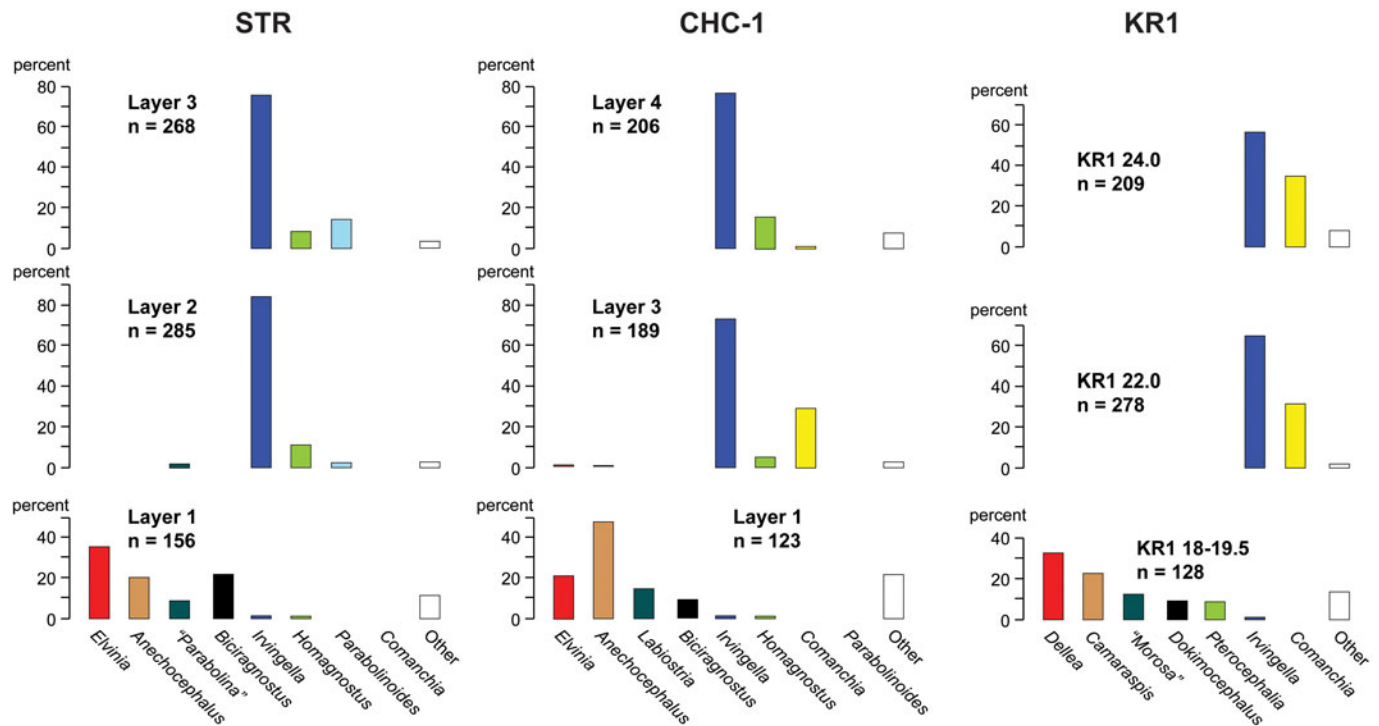 STR
CHC-1
KR1
percent
80
60
40
20
0
Layer 3
n = 268
percent
80
60
40
20
0
Layer 4
n = 206
percent
60
40
20
0
KR1 24.0
n = 209
percent
80
60
40
20
0
Layer 2
n = 285
percent
80
60
40
20
0
Layer 3
n = 189
percent
60
40
20
0
KR1 22.0
n = 278
percent
40
20
0
Layer 1
n = 156
Elvinia
Anechocephalus
"Parabolina"
Biciragnostus
Irvingella
Homagnostus
Parabolinoides
Comanchia
Other
percent
40
20
0
Layer 1
n = 123
Elvinia
Anechocephalus
Labiostria
Biciragnostus
Irvingella
Homagnostus
Comanchia
Parabolinoides
Other
percent
40
20
0
KR1 18-19.5
n = 128
Dellea
Camaraspis
"Morosa"
Dokimocephalus
Pterocephalia
Irvingella
Comanchia
Other